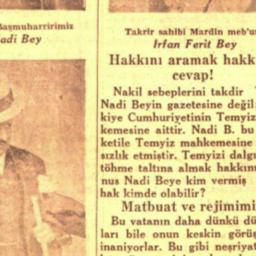 Başmuharririmiz
Nadi Bey
Takrir sahibi Mardin meb'u
İrfan Ferit Bey
Hakkını aramak hakk
cevap!
Nakil sebeplerini takdir
Nadi Beyin gazetesine değil
kiye Cumhuriyetinin Temyiz
kemesine aittir. Nadi B. bu
ketile Temyiz mahkemesine
sızlık etmiştir. Temyizi dalgı
töhme taltına almak hakkını
nus Nadi Beye kim vermiş
hak kimde olabilir?
Matbuat ve rejimimi
Bu vatanın daha dünkü dü
ları bile onun keskin görüş
inanıyorlar. Bu gibi neşriyat